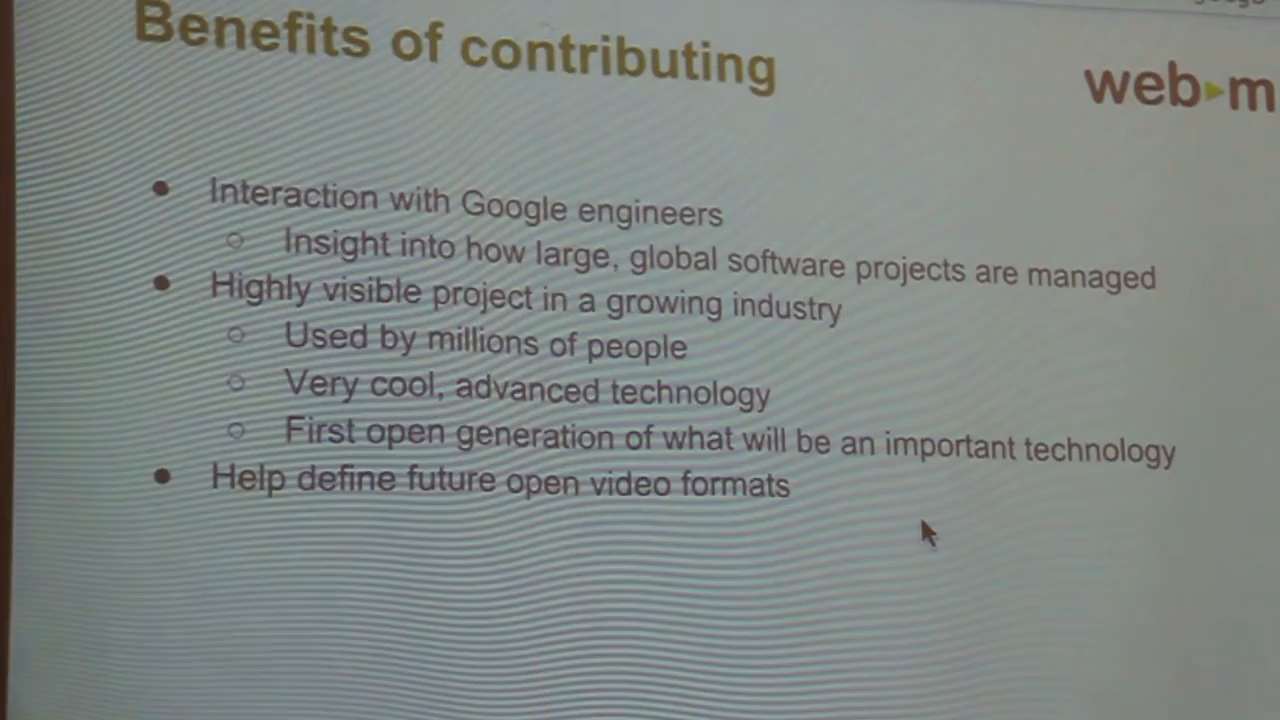 Benefits of contributing
web▸m
● Interaction with Google engineers
○ Insight into how large, global software projects are managed
● Highly visible project in a growing industry
○ Used by millions of people
○ Very cool, advanced technology
○ First open generation of what will be an important technology
● Help define future open video formats